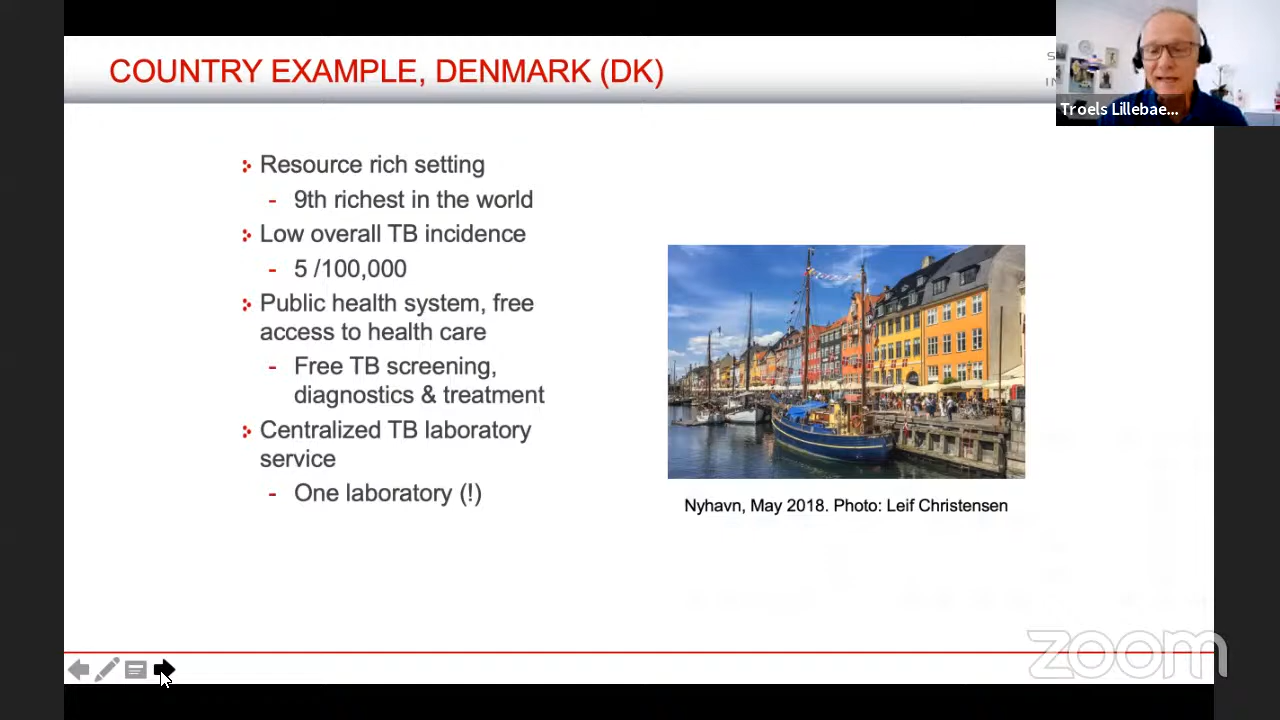 COUNTRY EXAMPLE, DENMARK (DK)
Troels Lillebae...
Resource rich setting
- 9th richest in the world
Low overall TB incidence
- 5 /100,000
Public health system, free
access to health care
- Free TB screening,
diagnostics & treatment
Centralized TB laboratory
service
- One laboratory (!)
Nyhavn, May 2018. Photo: Leif Christensen
zoom